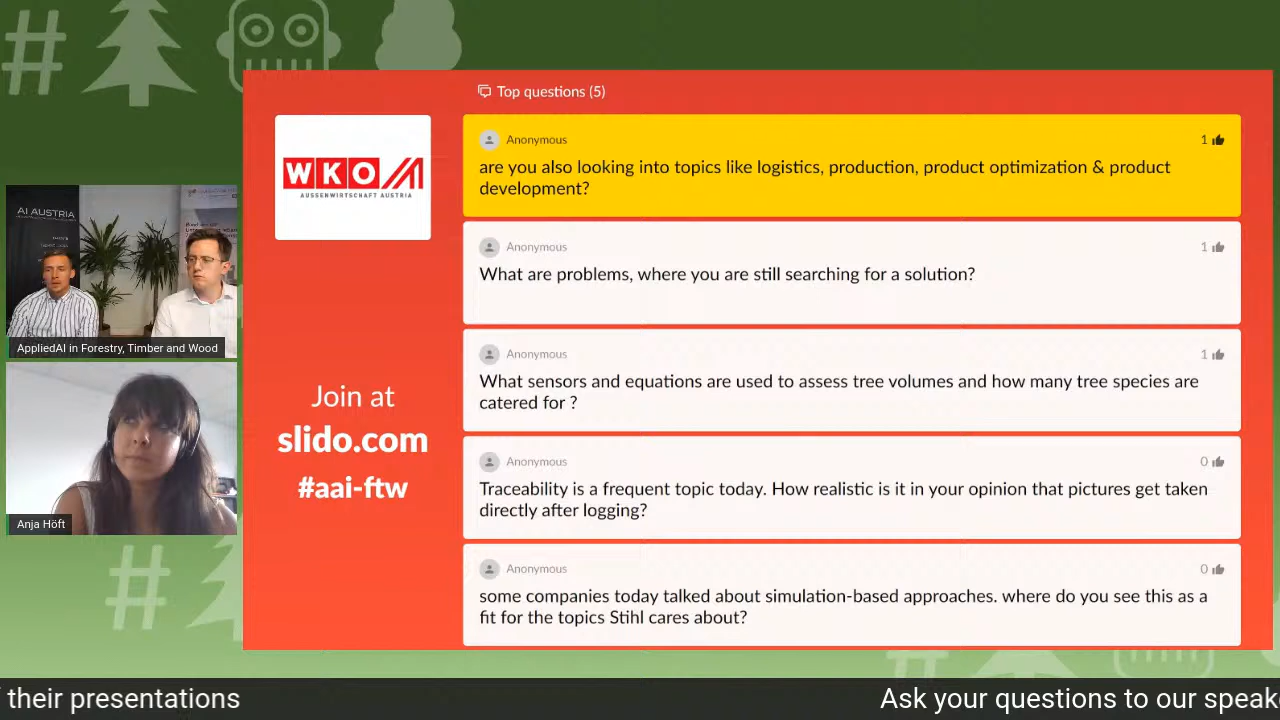 Top questions (5)
WKO
AUSSENWIRTSCHAFT AUSTRIA
Join at
slido.com
#aai-ftw
Anonymous
1
are you also looking into topics like logistics, production, product optimization & product
development?
Anonymous
1
What are problems, where you are still searching for a solution?
Anonymous
1
What sensors and equations are used to assess tree volumes and how many tree species are
catered for ?
Anonymous
0
Traceability is a frequent topic today. How realistic is it in your opinion that pictures get taken
directly after logging?
Anonymous
0
some companies today talked about simulation-based approaches. where do you see this as a
fit for the topics Stihl cares about?
AI AUSTRIA
AppliedAI in Forestry, Timber and Wood
Anja Höft
their presentations
Ask your questions to our speak